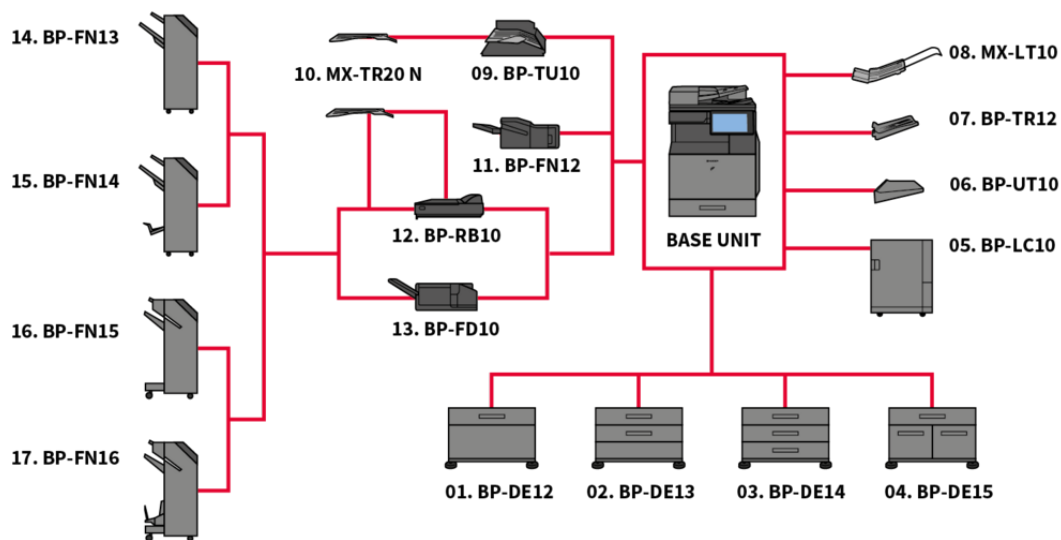 14. BP-FN13
10. MX-TR20 N
09. BP-TU10
08. MX-LT10
07. BP-TR12
15. BP-FN14
11. BP-FN12
06. BP-UT10
12. BP-RB10
BASE UNIT
05. BP-LC10
16. BP-FN15
13. BP-FD10
17. BP-FN16
01. BP-DE12
02. BP-DE13
03. BP-DE14
04. BP-DE15